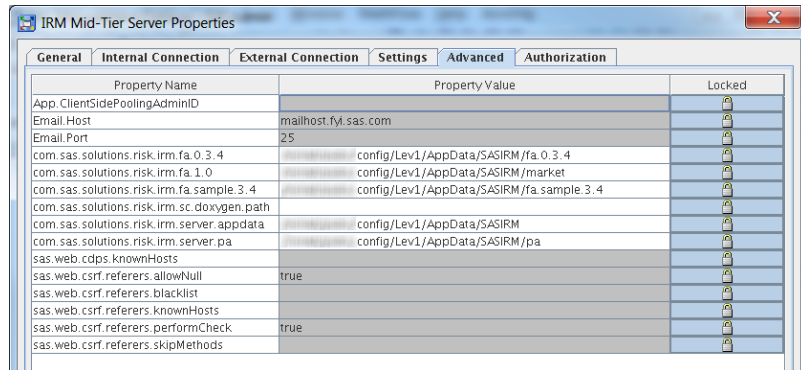 IRM Mid-Tier Server Properties
General Internal Connection External Connection Settings Advanced Authorization
Property Name Property Value Locked
App.ClientSidePoolingAdminID
Email.Host mailhost.fyi.sas.com
Email.Port 25
com.sas.solutions.risk.irm.fa.0.3.4 config/Lev1/AppData/SASIRM/fa.0.3.4
com.sas.solutions.risk.irm.fa.1.0 config/Lev1/AppData/SASIRM/market
com.sas.solutions.risk.irm.fa.sample.3.4 config/Lev1/AppData/SASIRM/fa.sample.3.4
com.sas.solutions.risk.irm.sc.doxygen.path
com.sas.solutions.risk.irm.server.appdata config/Lev1/AppData/SASIRM
com.sas.solutions.risk.irm.server.pa config/Lev1/AppData/SASIRM/pa
sas.web.cdps.knownHosts
sas.web.csrf.referers.allowNull true
sas.web.csrf.referers.blacklist
sas.web.csrf.referers.knownHosts
sas.web.csrf.referers.performCheck true
sas.web.csrf.referers.skipMethods